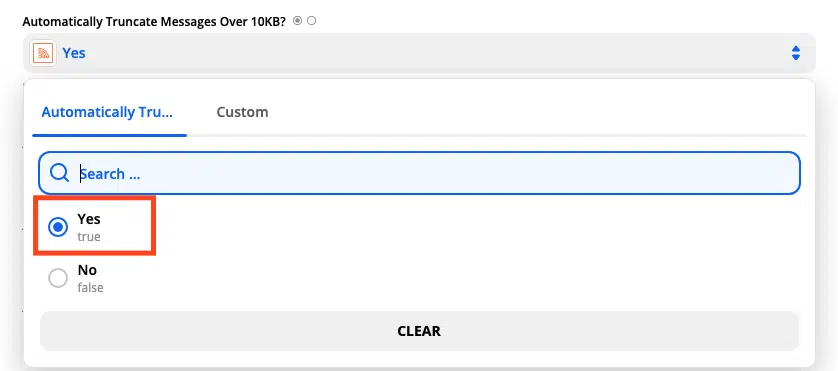 Automatically Truncate Messages Over 10KB?
Yes
Automatically Tru...
Custom
Search ...
Yes
true
No
false
CLEAR